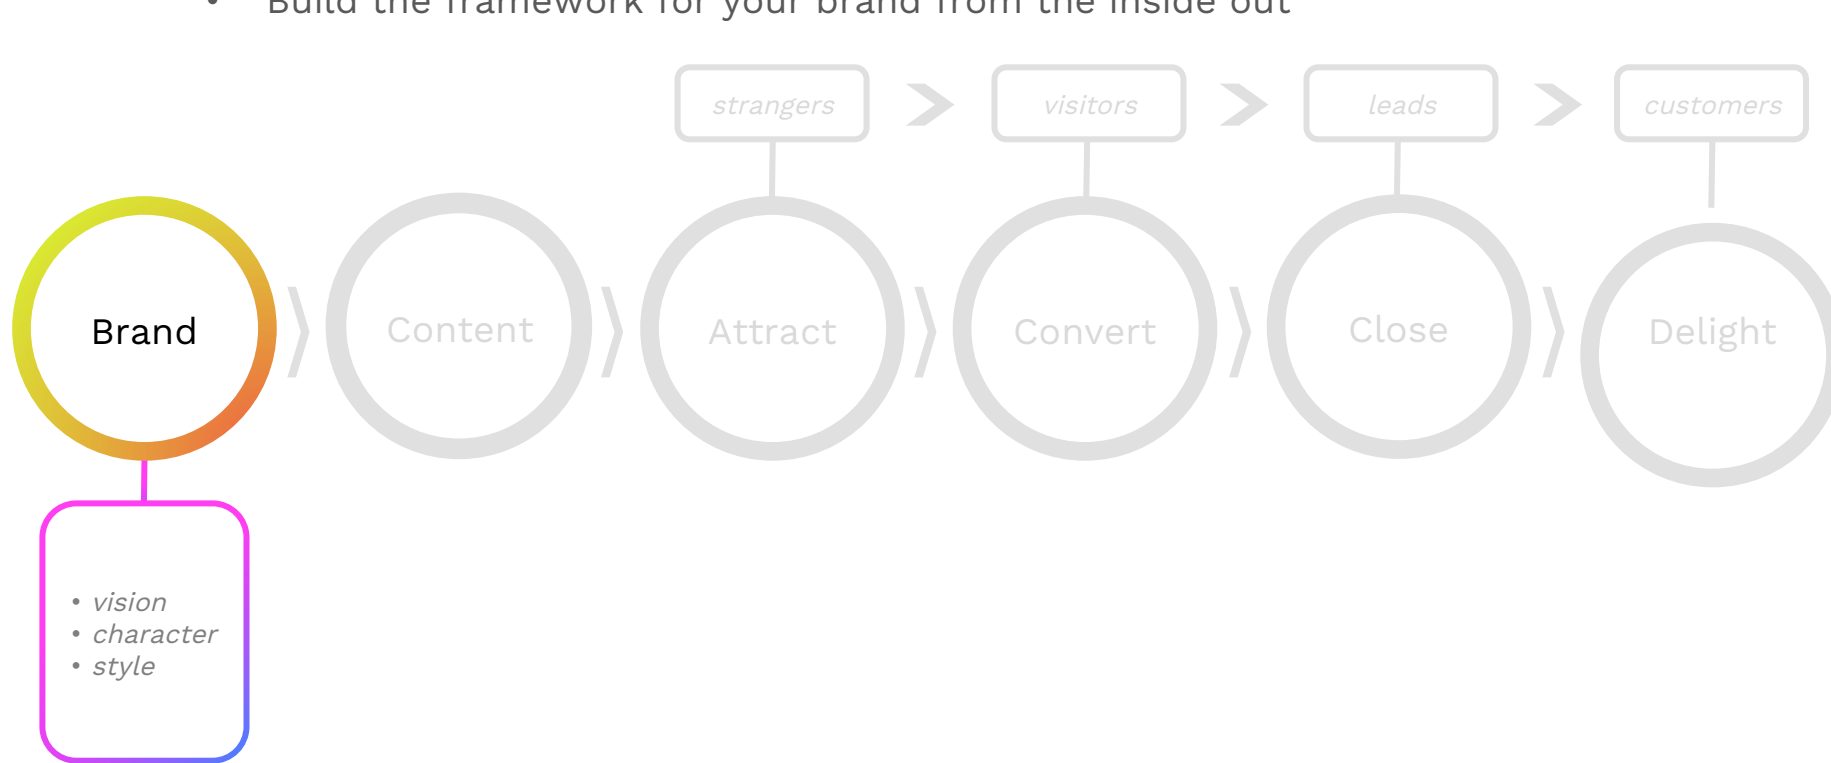 • Build the framework for your brand from the inside out
strangers
visitors
leads
customers
Brand
Content
Attract
Convert
Close
Delight
• vision
• character
• style